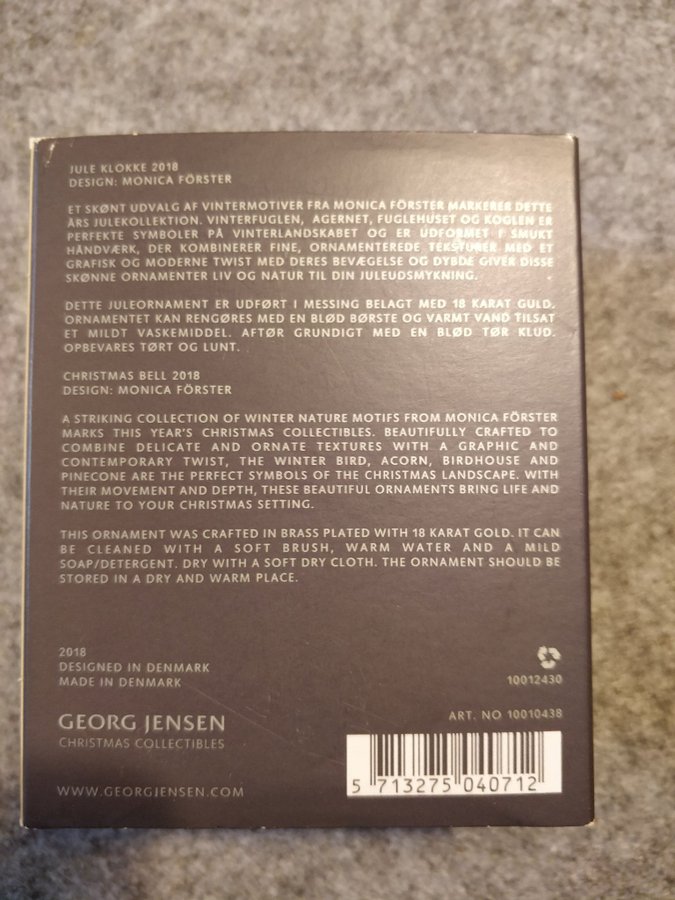 JULE KLOKKE 2018
DESIGN: MONICA FÖRSTER
ET SKØNT UDVALG AF VINTERMOTIVER FRA MONICA FÖRSTER MARKERER DETTE
ÅRS JULEKOLLEKTION. VINTERFUGLEN, AGERNET, FUGLEHUSET OG KOGLEN ER
PERFEKTE SYMBOLER PÅ VINTERLANDSKABET OG ER UDFORMET I SMUKT
HÅNDVÆRK, DER KOMBINERER FINE, ORNAMENTEREDE TEKSTURER MED ET
GRAFISK OG MODERNE TWIST MED DERES BEVÆGELSE OG DYBDE GIVER DISSE
SKØNNE ORNAMENTER LIV OG NATUR TIL DIN JULEUDSMYKNING.
DETTE JULEORNAMENT ER UDFØRT I MESSING BELAGT MED 18 KARAT GULD.
ORNAMENTET KAN RENGØRES MED EN BLØD BØRSTE OG VARMT VAND TILSAT
ET MILDT VASKEMIDDEL. AFTØR GRUNDIGT MED EN BLØD TØR KLUD.
OPBEVARES TØRT OG LUNT.
CHRISTMAS BELL 2018
DESIGN: MONICA FÖRSTER
A STRIKING COLLECTION OF WINTER NATURE MOTIFS FROM MONICA FÖRSTER
MARKS THIS YEAR'S CHRISTMAS COLLECTIBLES. BEAUTIFULLY CRAFTED TO
COMBINE DELICATE AND ORNATE TEXTURES WITH A GRAPHIC AND
CONTEMPORARY TWIST, THE WINTER BIRD, ACORN, BIRDHOUSE AND
PINECONE ARE THE PERFECT SYMBOLS OF THE CHRISTMAS LANDSCAPE. WITH
THEIR MOVEMENT AND DEPTH, THESE BEAUTIFUL ORNAMENTS BRING LIFE AND
NATURE TO YOUR CHRISTMAS SETTING.
THIS ORNAMENT WAS CRAFTED IN BRASS PLATED WITH 18 KARAT GOLD. IT CAN
BE CLEANED WITH A SOFT BRUSH, WARM WATER AND A MILD
SOAP/DETERGENT. DRY WITH A SOFT DRY CLOTH. THE ORNAMENT SHOULD BE
STORED IN A DRY AND WARM PLACE.
2018
DESIGNED IN DENMARK
MADE IN DENMARK
10012430
GEORG JENSEN
CHRISTMAS COLLECTIBLES
ART. NO 10010438
5 713275 040712
WWW.GEORGJENSEN.COM